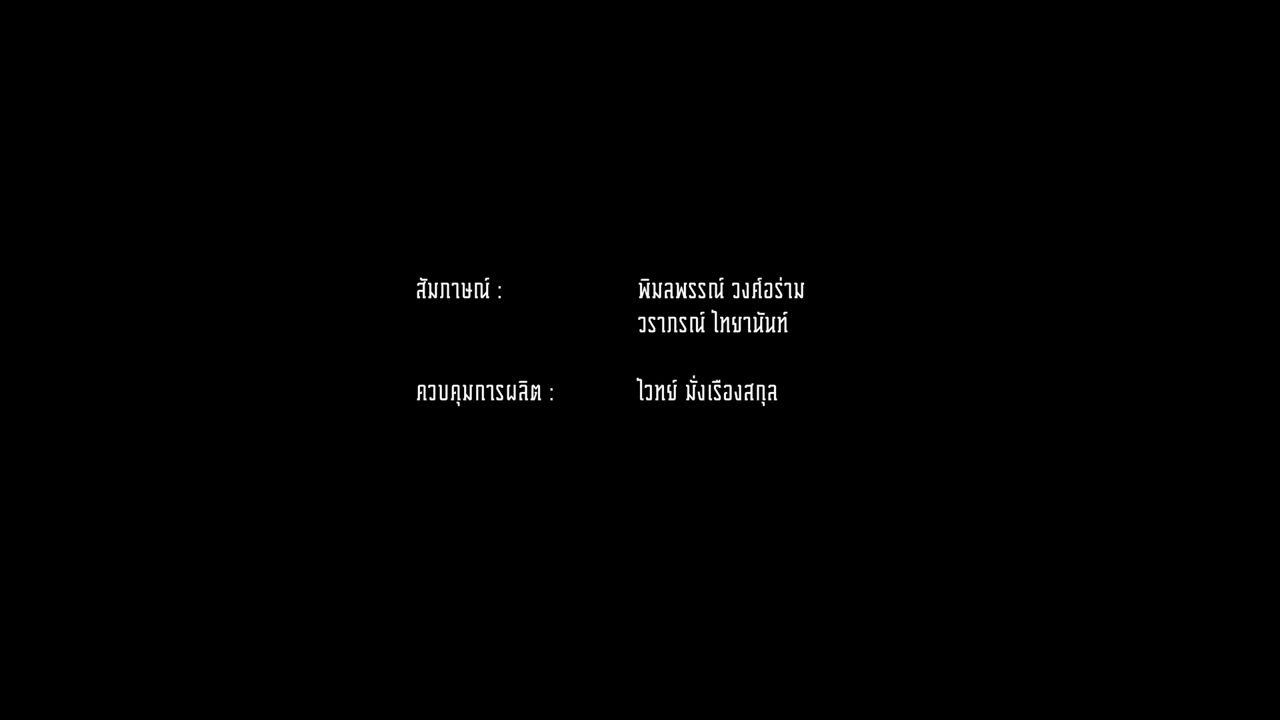 สัมภาษณ์ : พิมลพรรณ์ วงศ์อร่าม
วราภรณ์ ไทยานันท์
ควบคุมการผลิต : ไวทย์ มั่งเรืองสกุล